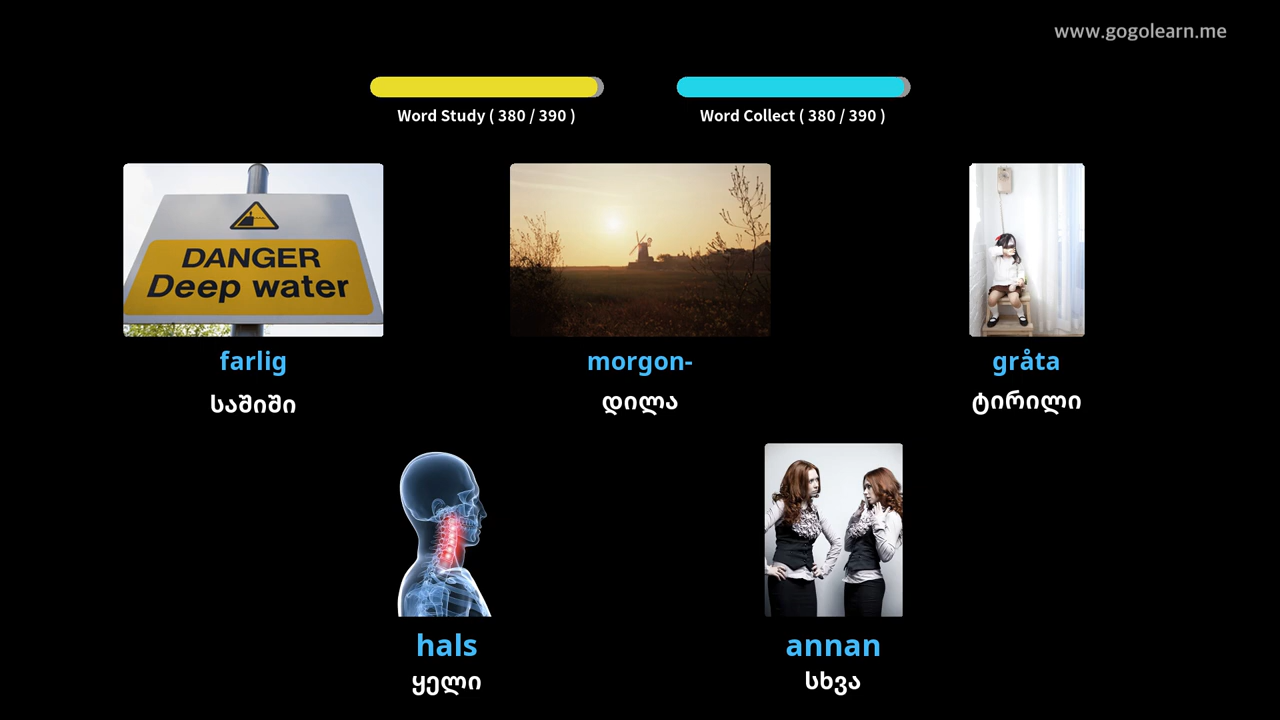 www.gogolearn.me
Word Study ( 380 / 390 )
Word Collect ( 380 / 390 )
DANGER
Deep water
farlig
morgon-
gråta
საშიში
დილა
ტირილი
hals
annan
ყელი
სხვა